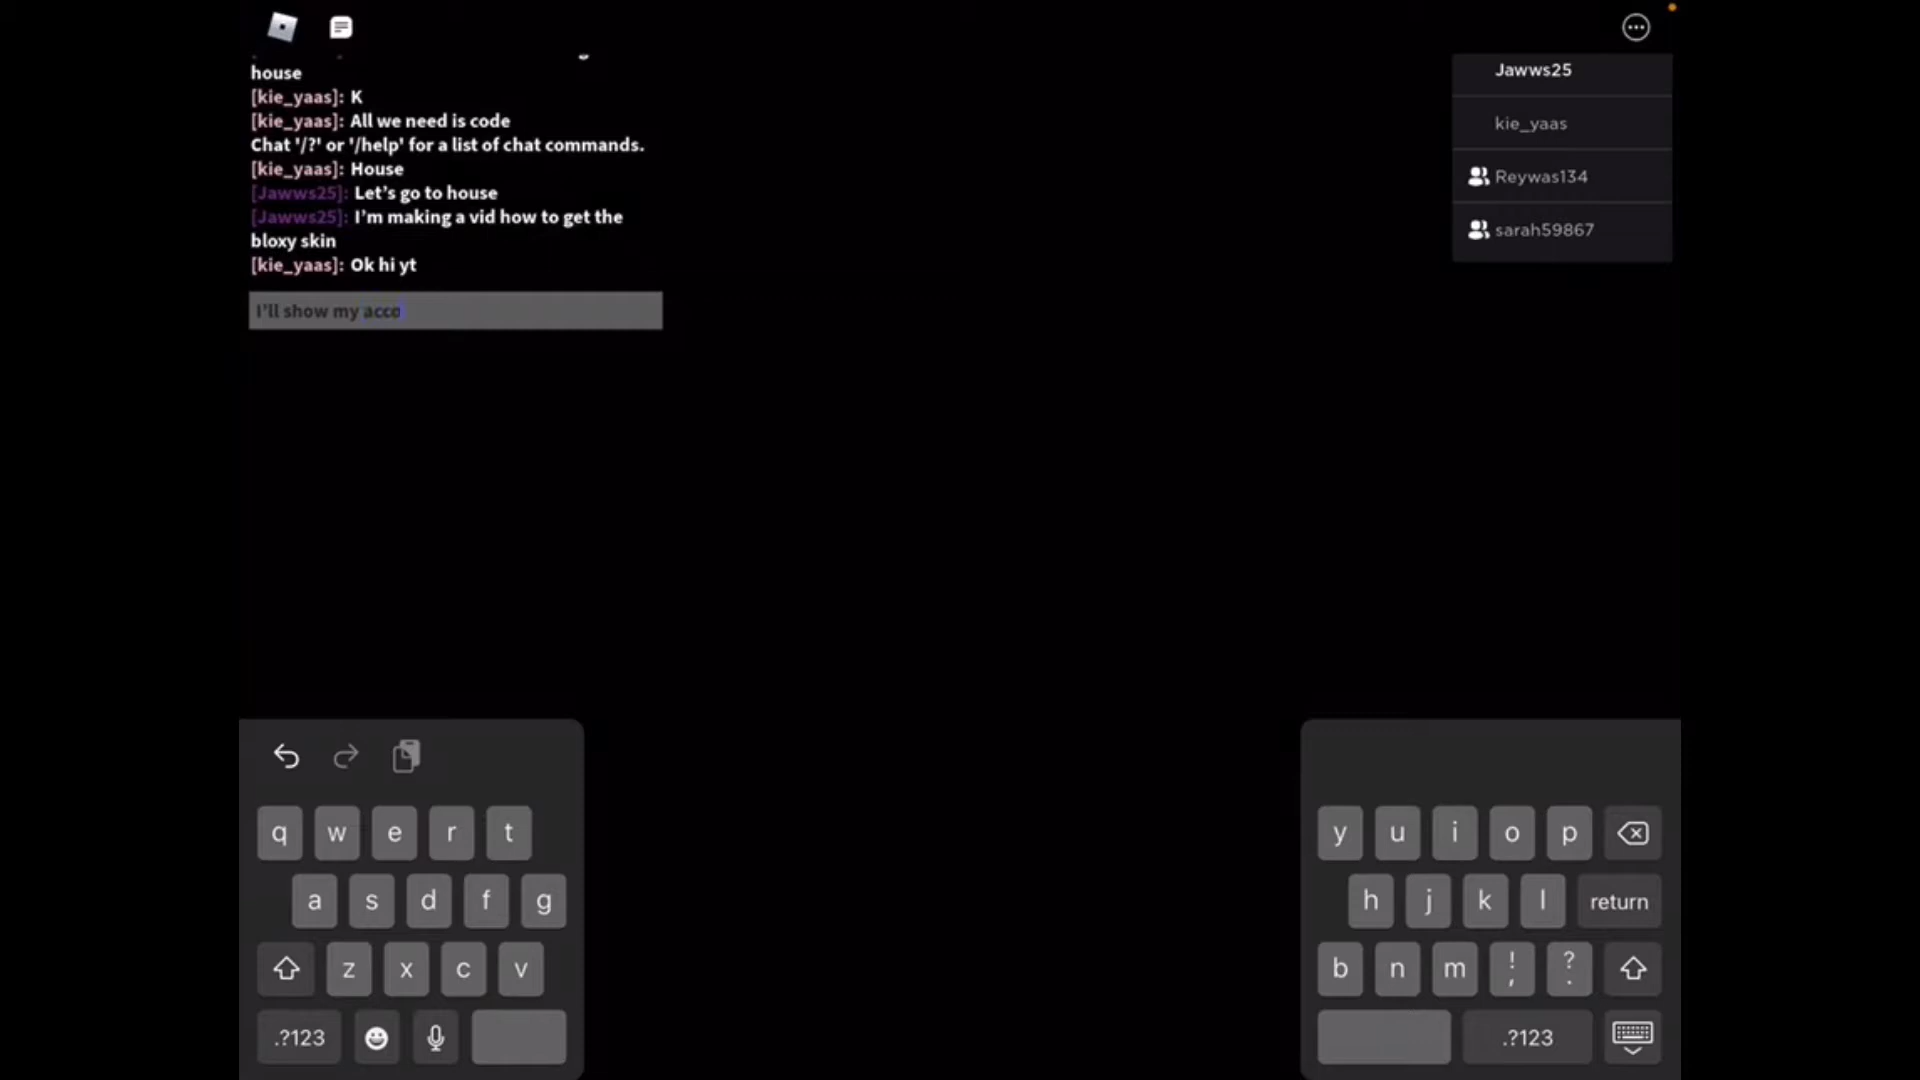 house
[kie_yaas]: K
[kie_yaas]: All we need is code
Chat '/?' or '/help' for a list of chat commands.
[kie_yaas]: House
[Jawws25]: Let's go to house
[Jawws25]: I'm making a vid how to get the
bloxy skin
[kie_yaas]: Ok hi yt
I'll show my acco
Jawws25
kie_yaas
Reywas134
sarah59867
q w e r t
a s d f g
z x c v
.?123
y u i o p
h j k l return
b n m ! , ? .
.?123